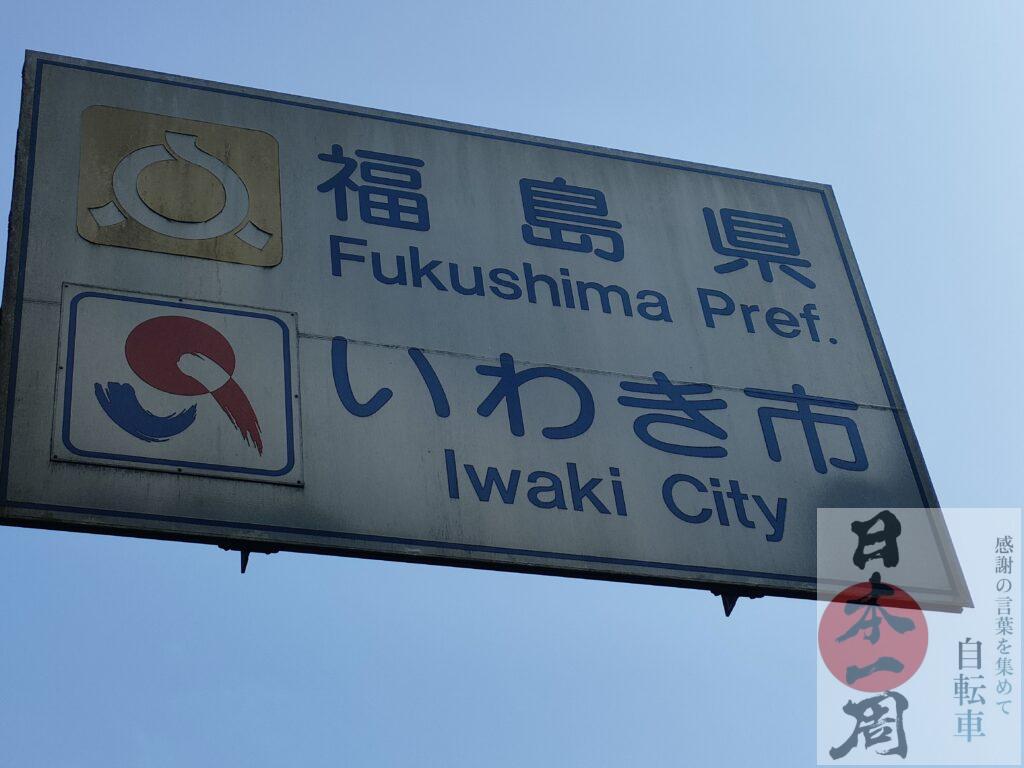 福島県
Fukushima Pref.
いわき市
Iwaki City
日本一周
感謝の言葉を集めて
自転車